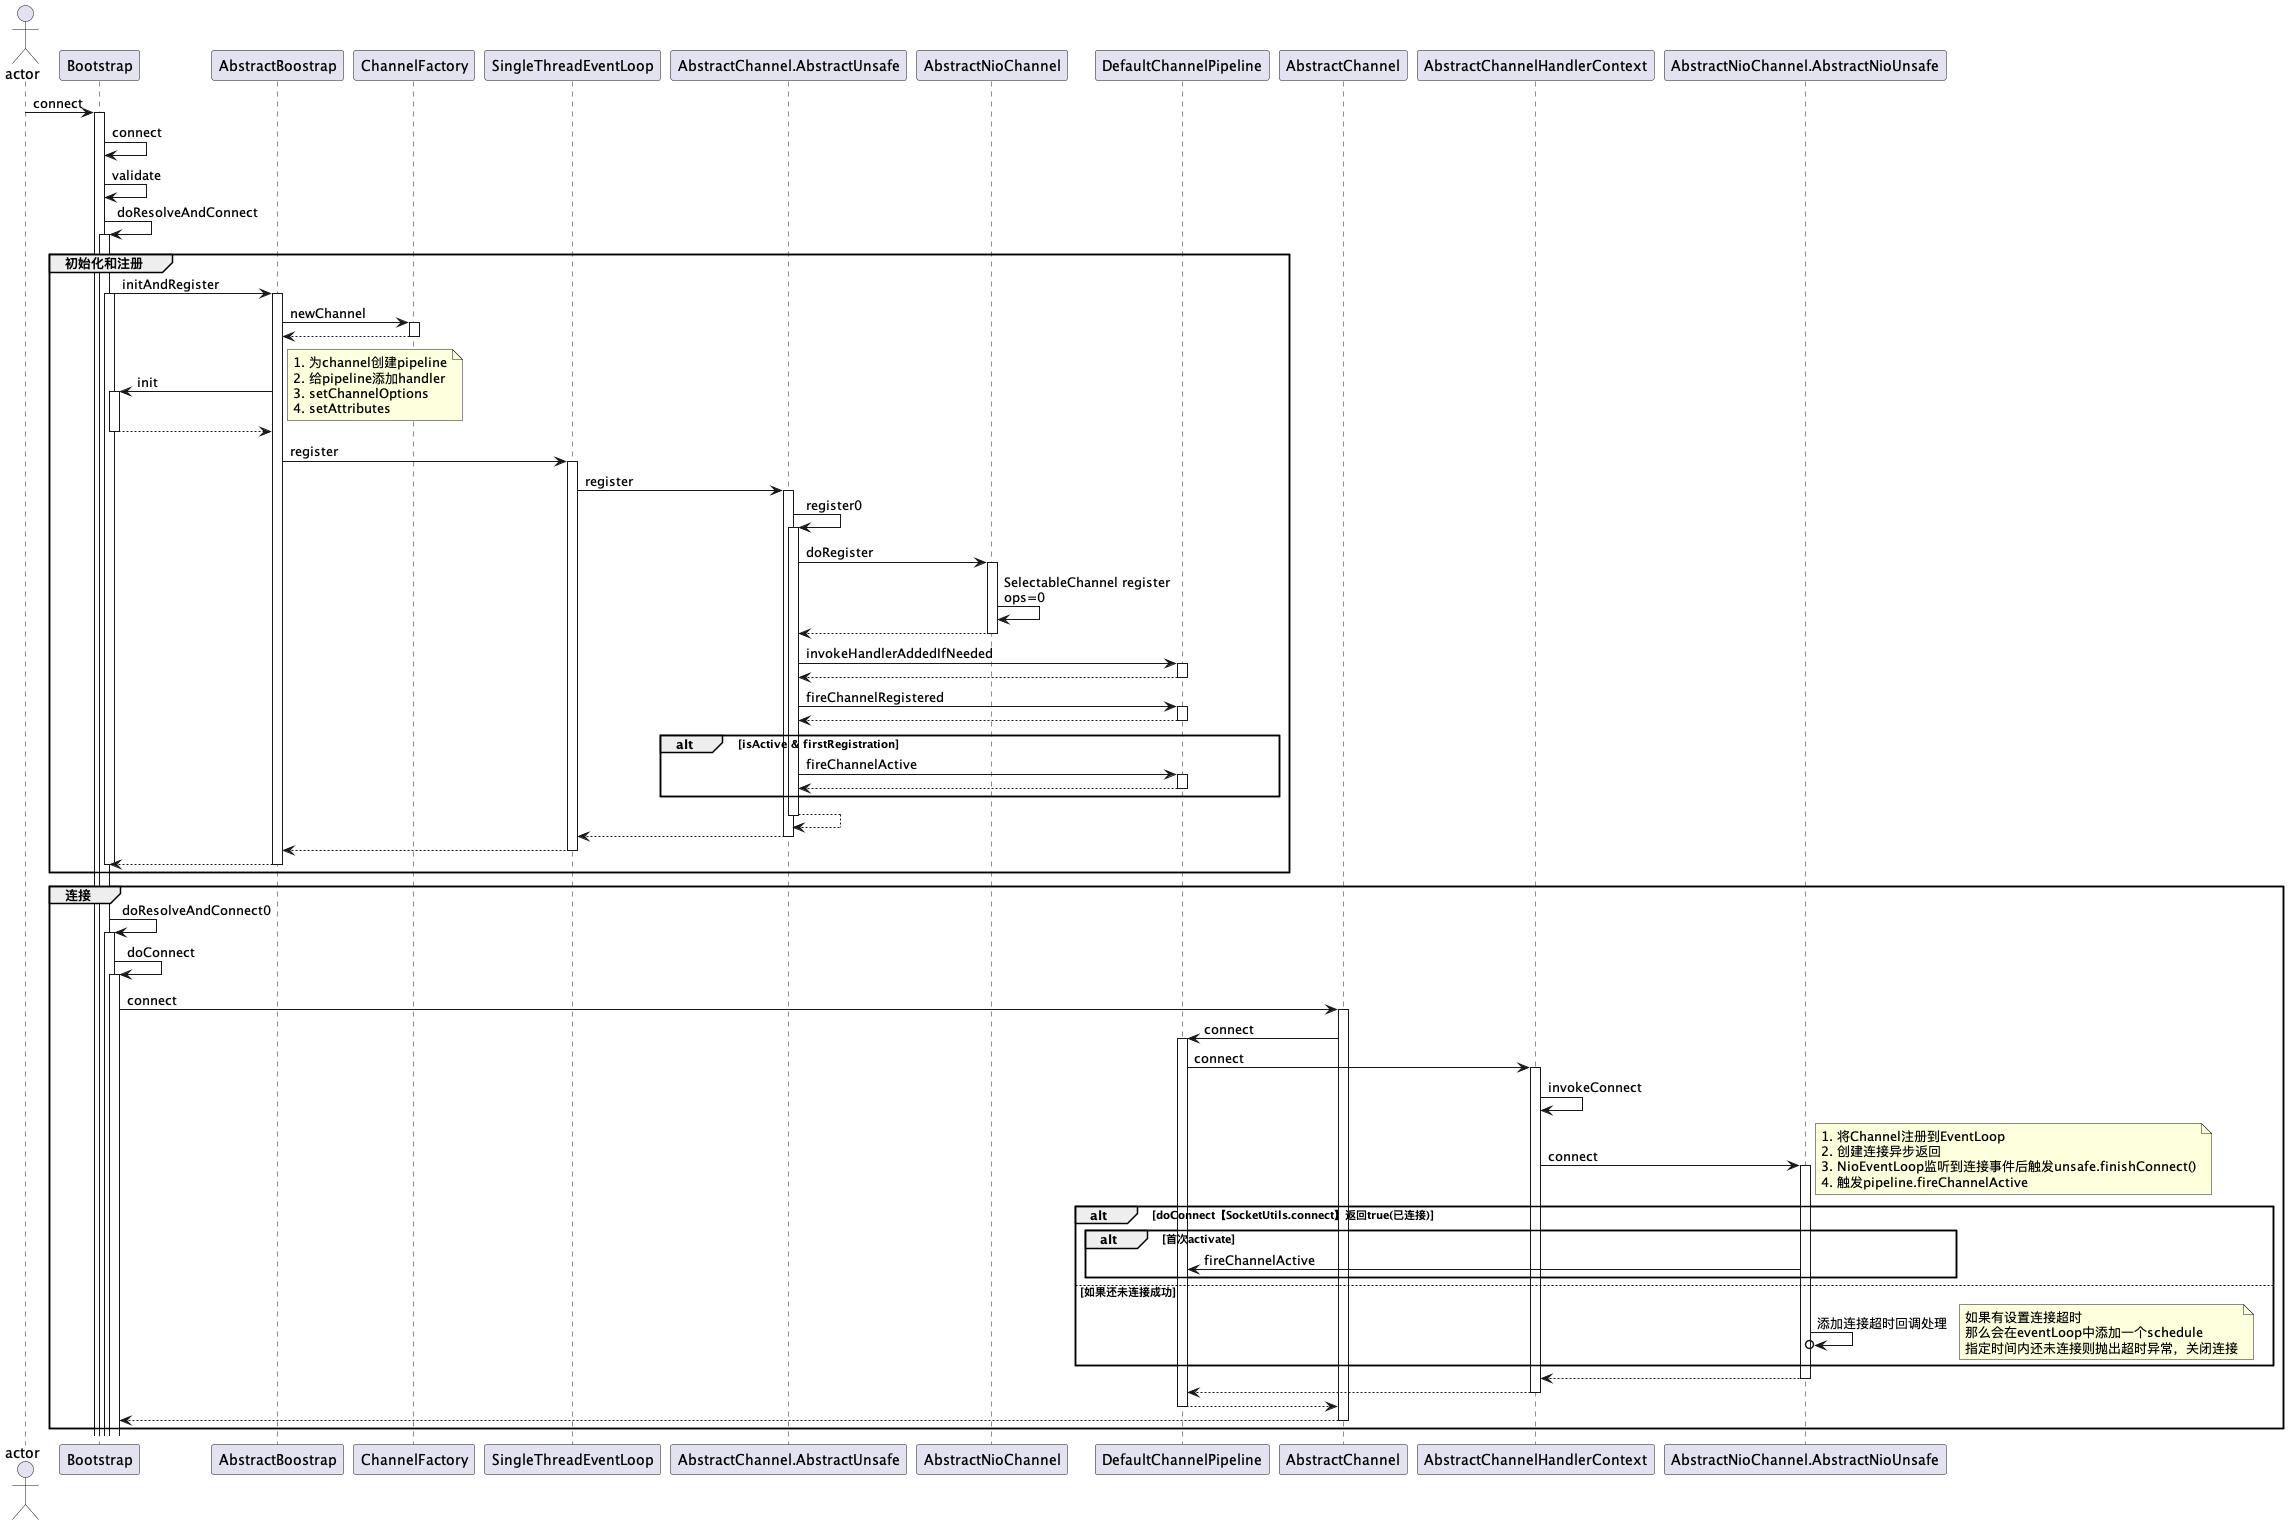 actor
Bootstrap
AbstractBoostrap
ChannelFactory
SingleThreadEventLoop
AbstractChannel.AbstractUnsafe
AbstractNioChannel
DefaultChannelPipeline
AbstractChannel
AbstractChannelHandlerContext
AbstractNioChannel.AbstractNioUnsafe
connect
connect
validate
doResolveAndConnect
初始化和注册
initAndRegister
newChannel
1. 为channel创建pipeline
2. 给pipeline添加handler
3. setChannelOptions
4. setAttributes
init
register
register
register0
doRegister
SelectableChannel register
ops=0
invokeHandlerAddedIfNeeded
fireChannelRegistered
alt
[isActive & firstRegistration]
fireChannelActive
连接
doResolveAndConnect0
doConnect
connect
connect
connect
invokeConnect
1. 将Channel注册到EventLoop
2. 创建连接异步返回
3. NioEventLoop监听到连接事件后触发unsafe.finishConnect()
4. 触发pipeline.fireChannelActive
connect
alt
[doConnect【SocketUtils.connect】返回true(已连接)]
alt
[首次activate]
fireChannelActive
[如果还未连接成功]
添加连接超时回调处理
如果有设置连接超时
那么会在eventLoop中添加一个schedule
指定时间内还未连接则抛出超时异常，关闭连接
actor
Bootstrap
AbstractBoostrap
ChannelFactory
SingleThreadEventLoop
AbstractChannel.AbstractUnsafe
AbstractNioChannel
DefaultChannelPipeline
AbstractChannel
AbstractChannelHandlerContext
AbstractNioChannel.AbstractNioUnsafe